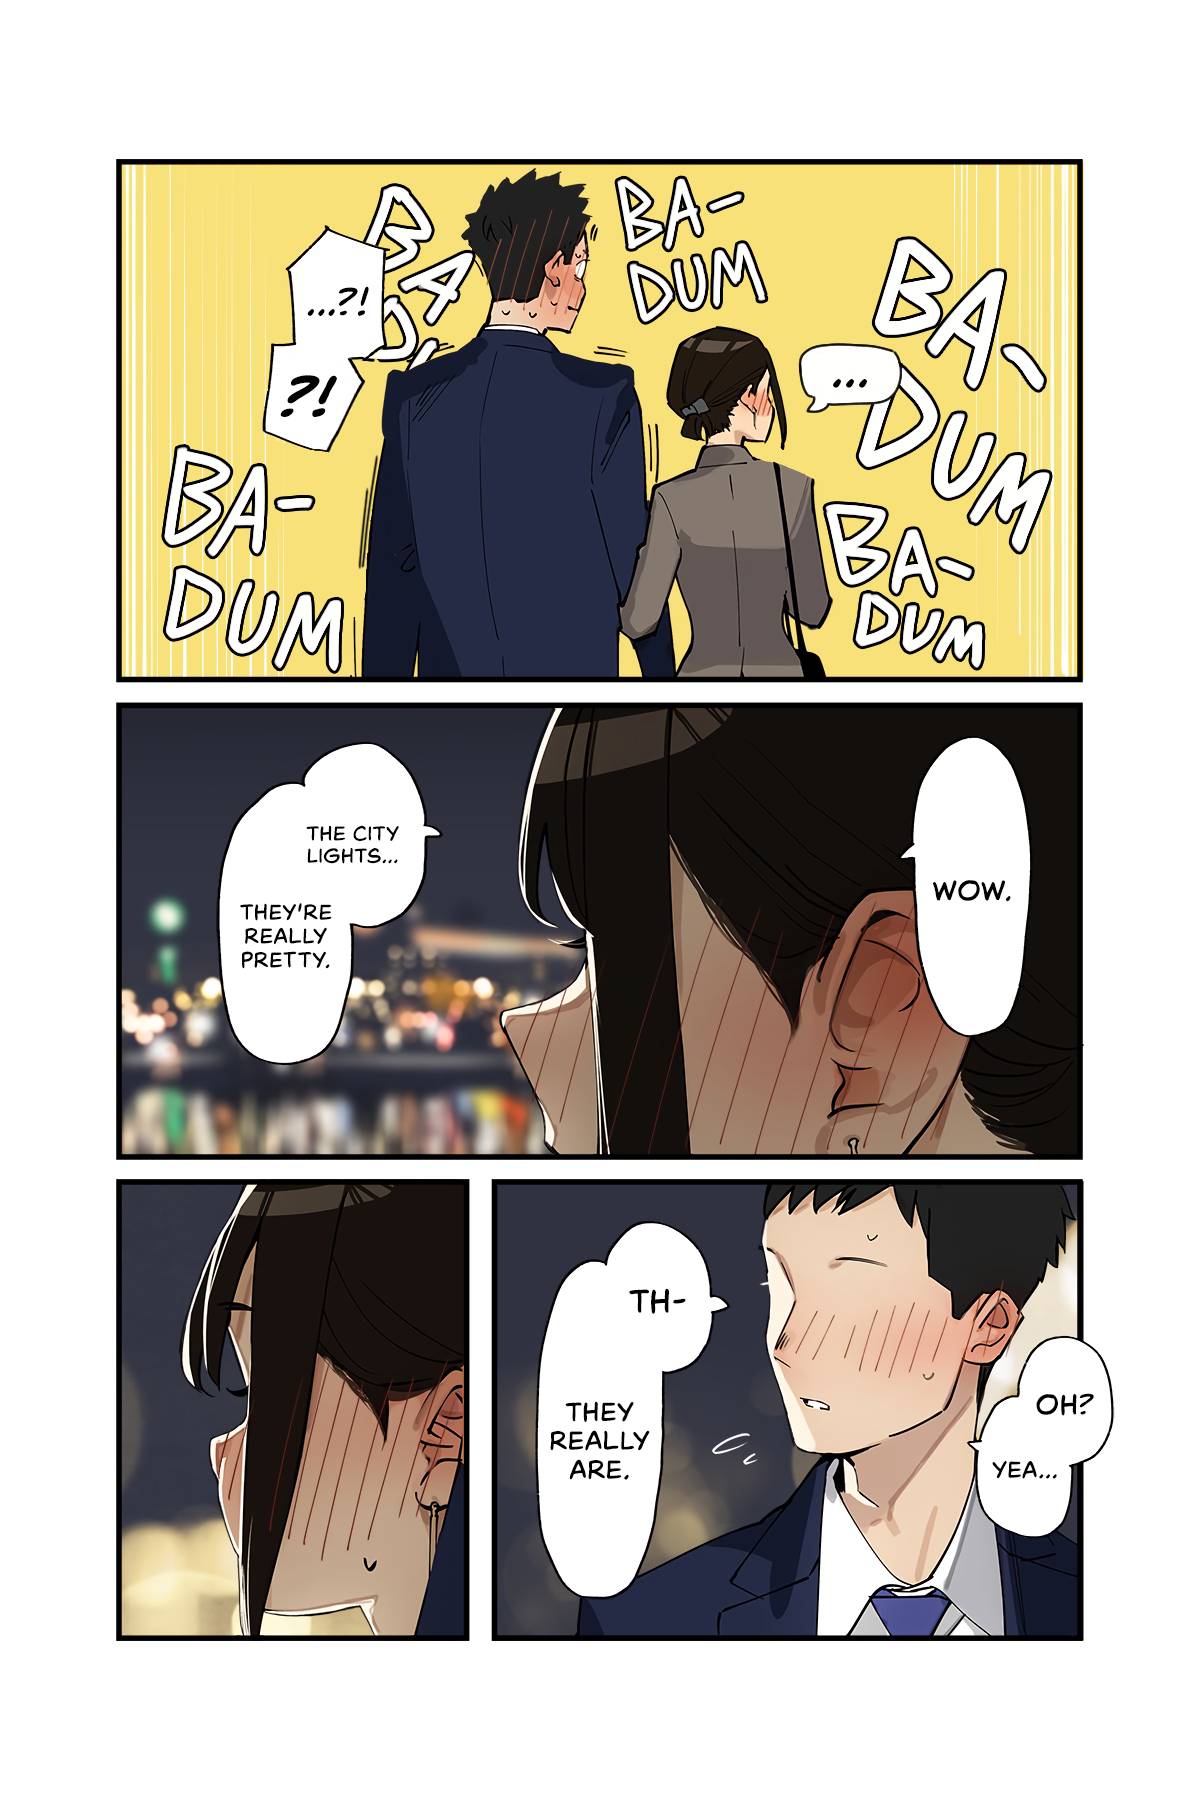 BA-
DUM
BA-
DUM
...
BA-
DUM
BA
DU
...?!
?!
BA-
DUM
WOW.
THE CITY
LIGHTS...
THEY'RE
REALLY
PRETTY.
OH?
YEA...
TH-
THEY
REALLY
ARE.